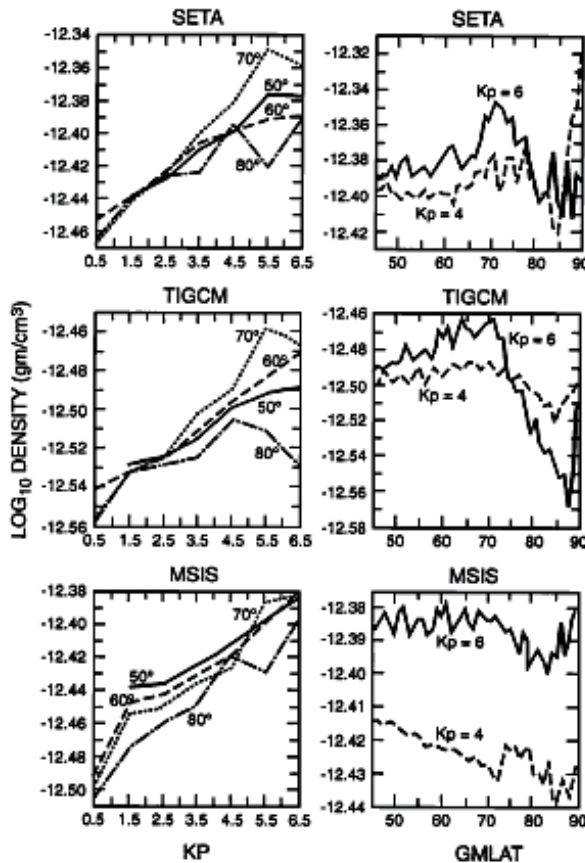 SETA
-12.34
-12.36
-12.38
-12.40
-12.42
-12.44
-12.46
70°
50°
60°
80°
0.5 1.5 2.5 3.5 4.5 5.5 6.5
SETA
-12.32
-12.33
-12.35
-12.36
-12.38
-12.40
-12.42
Kp = 6
Kp = 4
50 60 70 80 90
LOG10 DENSITY (gm/cm³)
TIGCM
-12.46
-12.48
-12.50
-12.52
-12.54
-12.56
70°
60°
50°
80°
0.5 1.5 2.5 3.5 4.5 5.5 6.5
TIGCM
-12.46
-12.48
-12.50
-12.52
-12.54
-12.56
-12.58
Kp = 6
Kp = 4
50 60 70 80 90
MSIS
-12.38
-12.40
-12.42
-12.44
-12.46
-12.48
-12.50
70°
50°
60°
80°
0.5 1.5 2.5 3.5 4.5 5.5 6.5
KP
MSIS
-12.38
-12.39
-12.40
-12.42
-12.43
-12.44
Kp = 6
Kp = 4
50 60 70 80 90
GMLAT